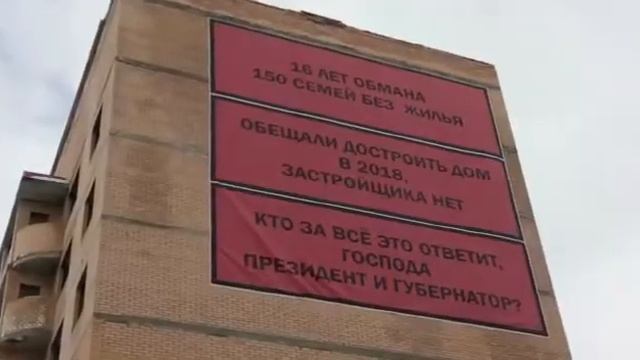 16 ЛЕТ ОБМАНА
150 СЕМЕЙ БЕЗ ЖИЛЬЯ
ОБЕЩАЛИ ДОСТРОИТЬ ДОМ
В 2018,
ЗАСТРОЙЩИКА НЕТ
КТО ЗА ВСЁ ЭТО ОТВЕТИТ,
ГОСПОДА
ПРЕЗИДЕНТ И ГУБЕРНАТОР?